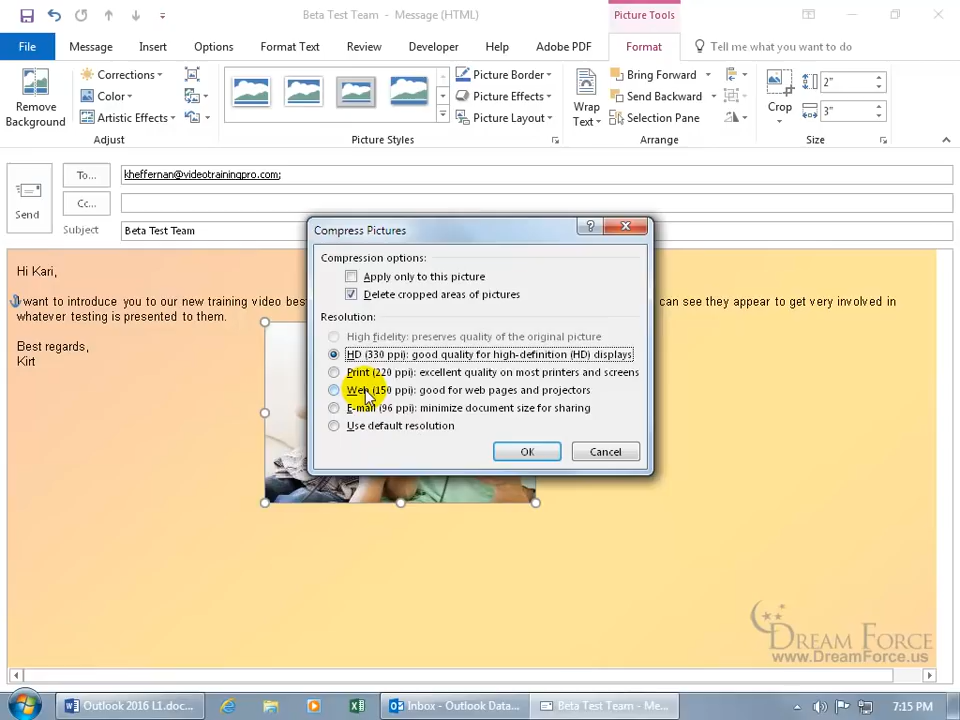 Beta Test Team - Message (HTML)
Picture Tools
File Message Insert Options Format Text Review Developer Help Adobe PDF Format Tell me what you want to do
Remove Background
Corrections
Color
Artistic Effects
Adjust
Picture Styles
Picture Border
Picture Effects
Picture Layout
Wrap Text
Bring Forward
Send Backward
Selection Pane
Arrange
Crop
2"
3"
Size
Send
To...
kheffernan@videotrainingpro.com;
Cc...
Subject
Beta Test Team
Hi Kari,
I want to introduce you to our new training video bes can see they appear to get very involved in
whatever testing is presented to them.
Best regards,
Kirt
Compress Pictures
?
Compression options:
Apply only to this picture
Delete cropped areas of pictures
Resolution:
High fidelity: preserves quality of the original picture
HD (330 ppi): good quality for high-definition (HD) displays
Print (220 ppi): excellent quality on most printers and screens
Web (150 ppi): good for web pages and projectors
E-mail (96 ppi): minimize document size for sharing
Use default resolution
OK
Cancel
DREAM FORCE
www.DreamForce.us
Outlook 2016 L1.doc...
Inbox - Outlook Data...
Beta Test Team - Me...
7:15 PM